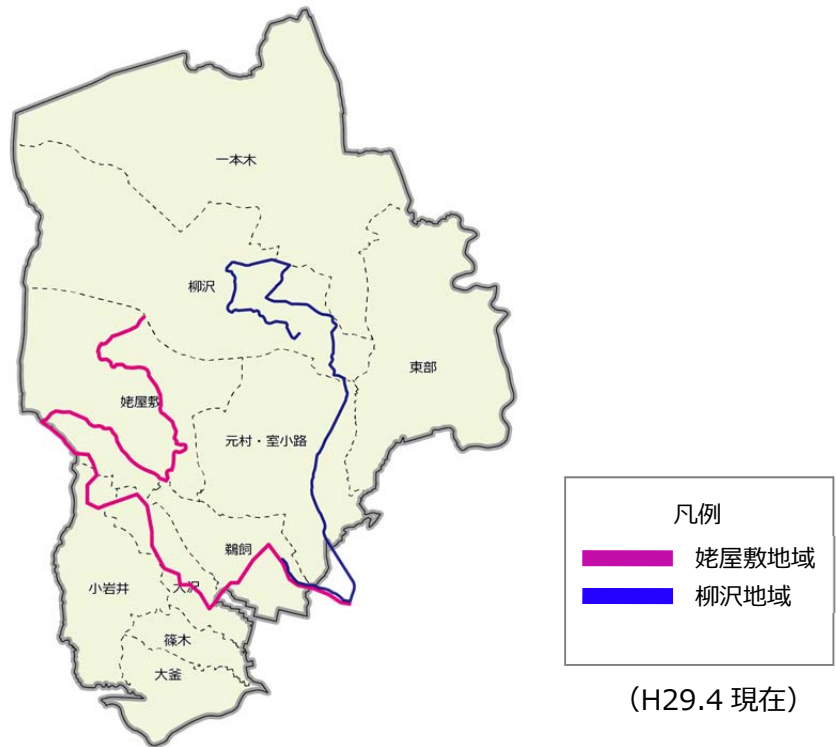 一本木
柳沢
東部
姥屋敷
元村・室小路
鵜飼
小岩井
大沢
篠木
大釜
凡例
姥屋敷地域
柳沢地域
（H29.4 現在）